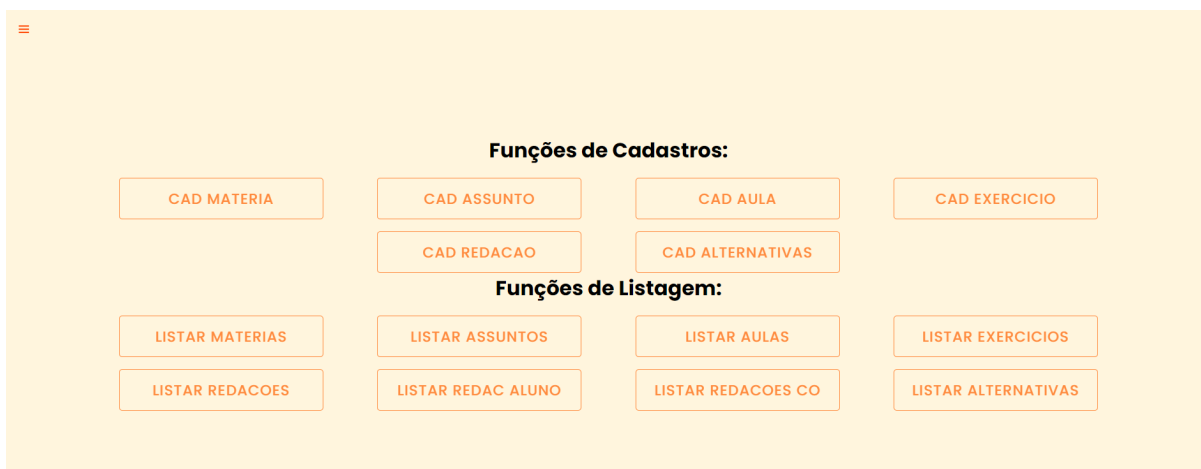 Funções de Cadastros:
CAD MATERIA
CAD ASSUNTO
CAD AULA
CAD EXERCICIO
CAD REDACAO
CAD ALTERNATIVAS
Funções de Listagem:
LISTAR MATERIAS
LISTAR ASSUNTOS
LISTAR AULAS
LISTAR EXERCICIOS
LISTAR REDACOES
LISTAR REDAC ALUNO
LISTAR REDACOES CO
LISTAR ALTERNATIVAS